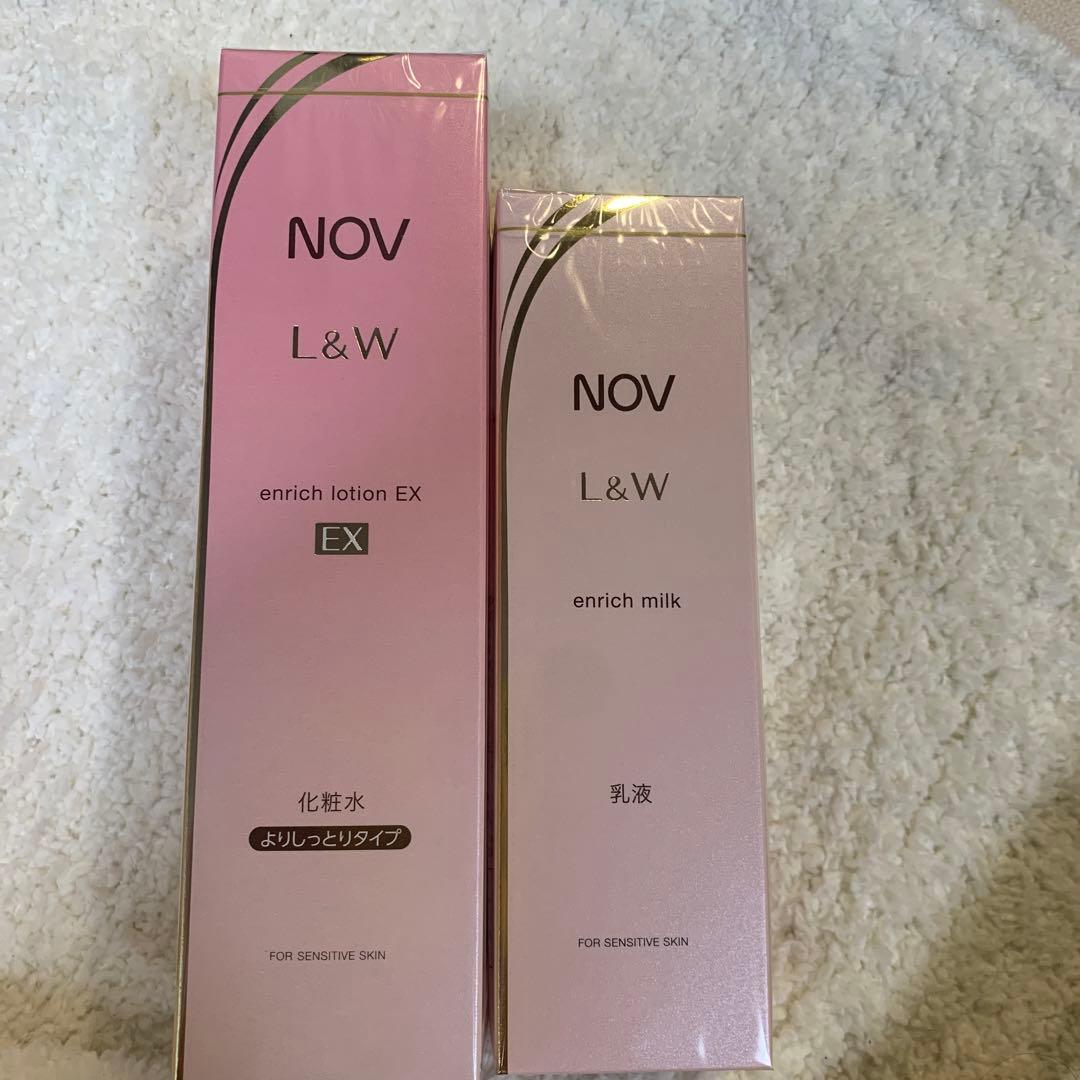 NOV
L&W
enrich lotion EX
EX
化粧水
よりしっとりタイプ
FOR SENSITIVE SKIN
NOV
L&W
enrich milk
乳液
FOR SENSITIVE SKIN